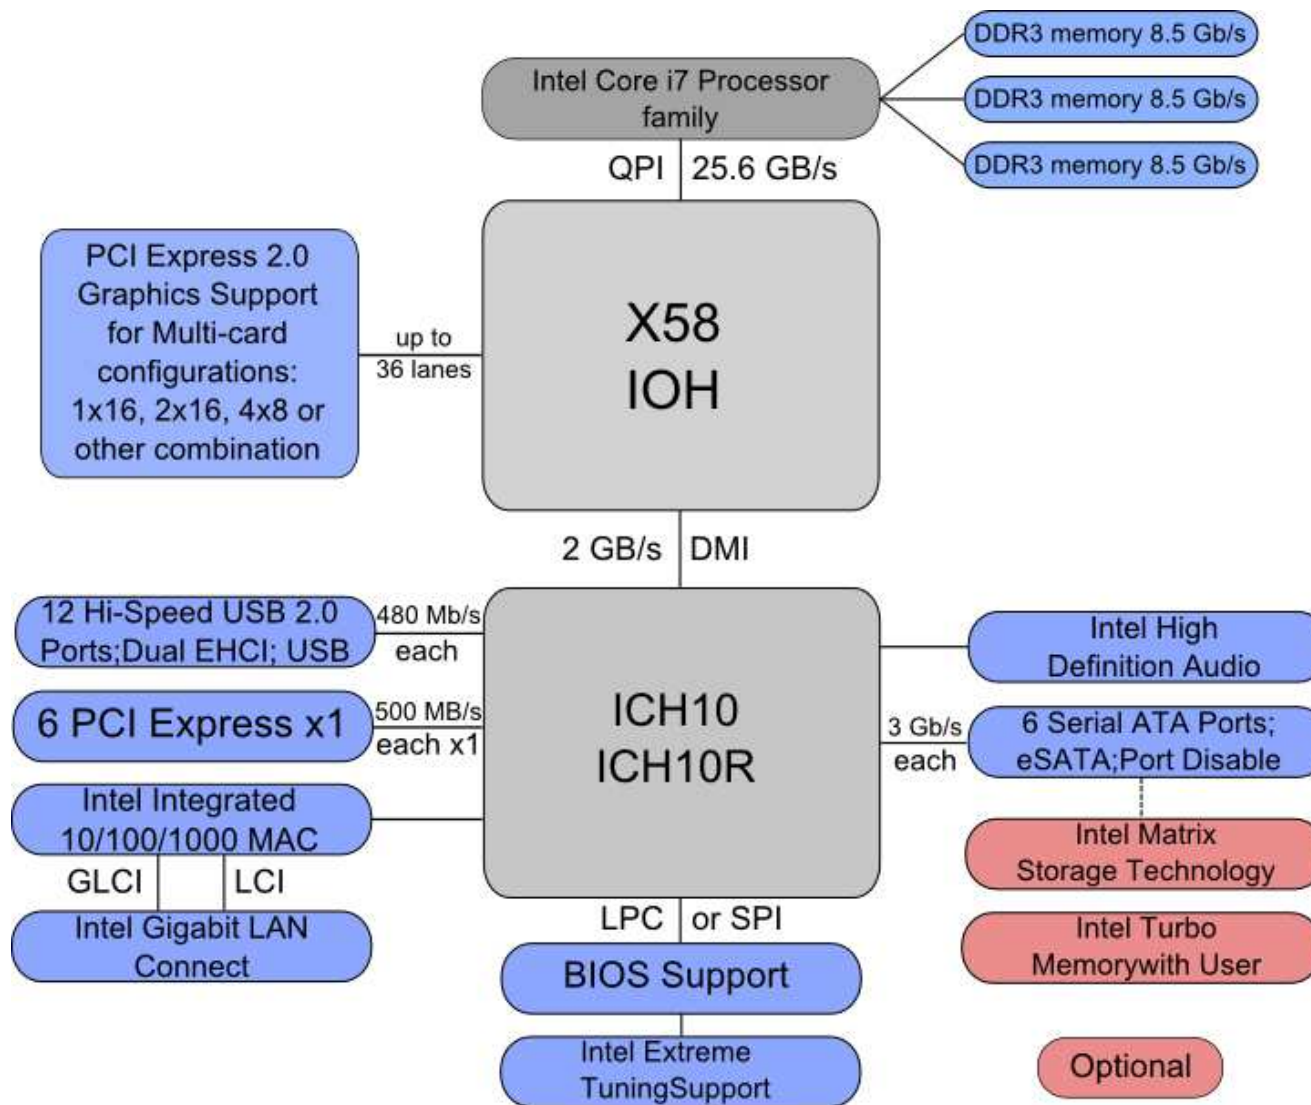 DDR3 memory 8.5 Gb/s
Intel Core i7 Processor
family
DDR3 memory 8.5 Gb/s
DDR3 memory 8.5 Gb/s
QPI 25.6 GB/s
PCI Express 2.0
Graphics Support
for Multi-card
configurations:
1x16, 2x16, 4x8 or
other combination
up to
36 lanes
X58
IOH
2 GB/s DMI
12 Hi-Speed USB 2.0
Ports;Dual EHCI; USB
480 Mb/s
each
6 PCI Express x1
500 MB/s
each x1
Intel Integrated
10/100/1000 MAC
GLCI LCI
Intel Gigabit LAN
Connect
ICH10
ICH10R
Intel High
Definition Audio
3 Gb/s
each
6 Serial ATA Ports;
eSATA;Port Disable
Intel Matrix
Storage Technology
Intel Turbo
Memorywith User
LPC or SPI
BIOS Support
Intel Extreme
TuningSupport
Optional